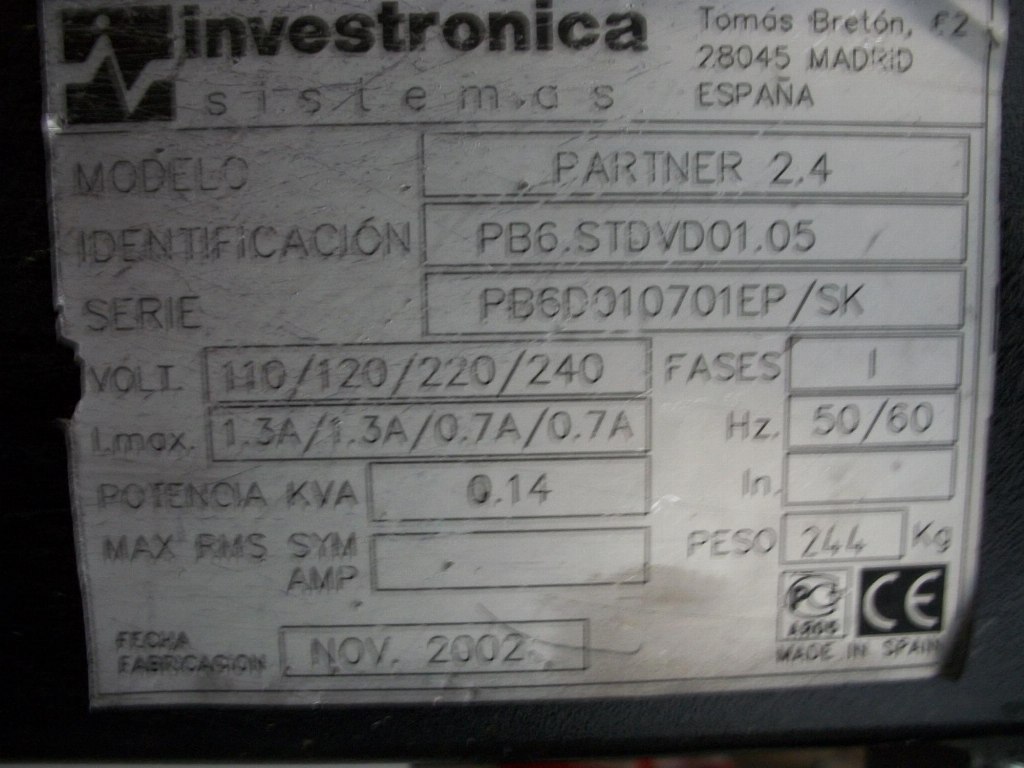 investronica
sistemas
Tomás Bretón, 62
28045 MADRID
ESPAÑA
MODELO PARTNER 2.4
IDENTIFICACIÓN PB6.STDVD01.05
SERIE PB6D010701EP/SK
VOLT. 110/120/220/240 FASES 1
I.max. 1.3A/1.3A/0.7A/0.7A Hz. 50/60
POTENCIA KVA 0.14 In.
MAX RMS SYM AMP PESO 244 Kg
CE
FECHA FABRICACION NOV. 2002
MADE IN SPAIN